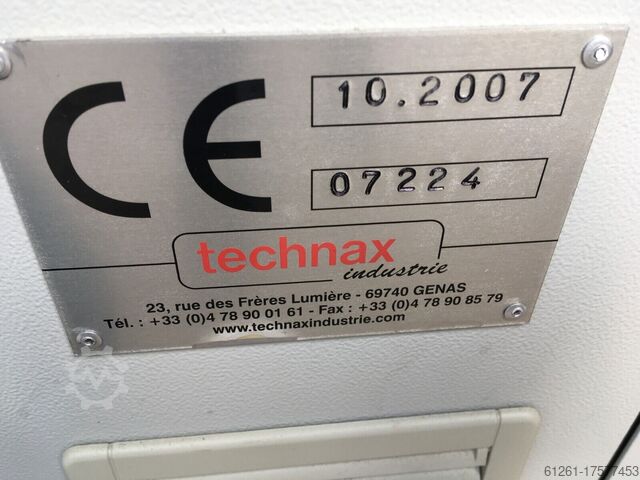 CE
10.2007
07224
technax
industrie
23, rue des Frères Lumière - 69740 GENAS
Tél. : +33 (0)4 78 90 01 61 - Fax : +33 (0)4 78 90 85 79
www.technaxindustrie.com
61261-17577453